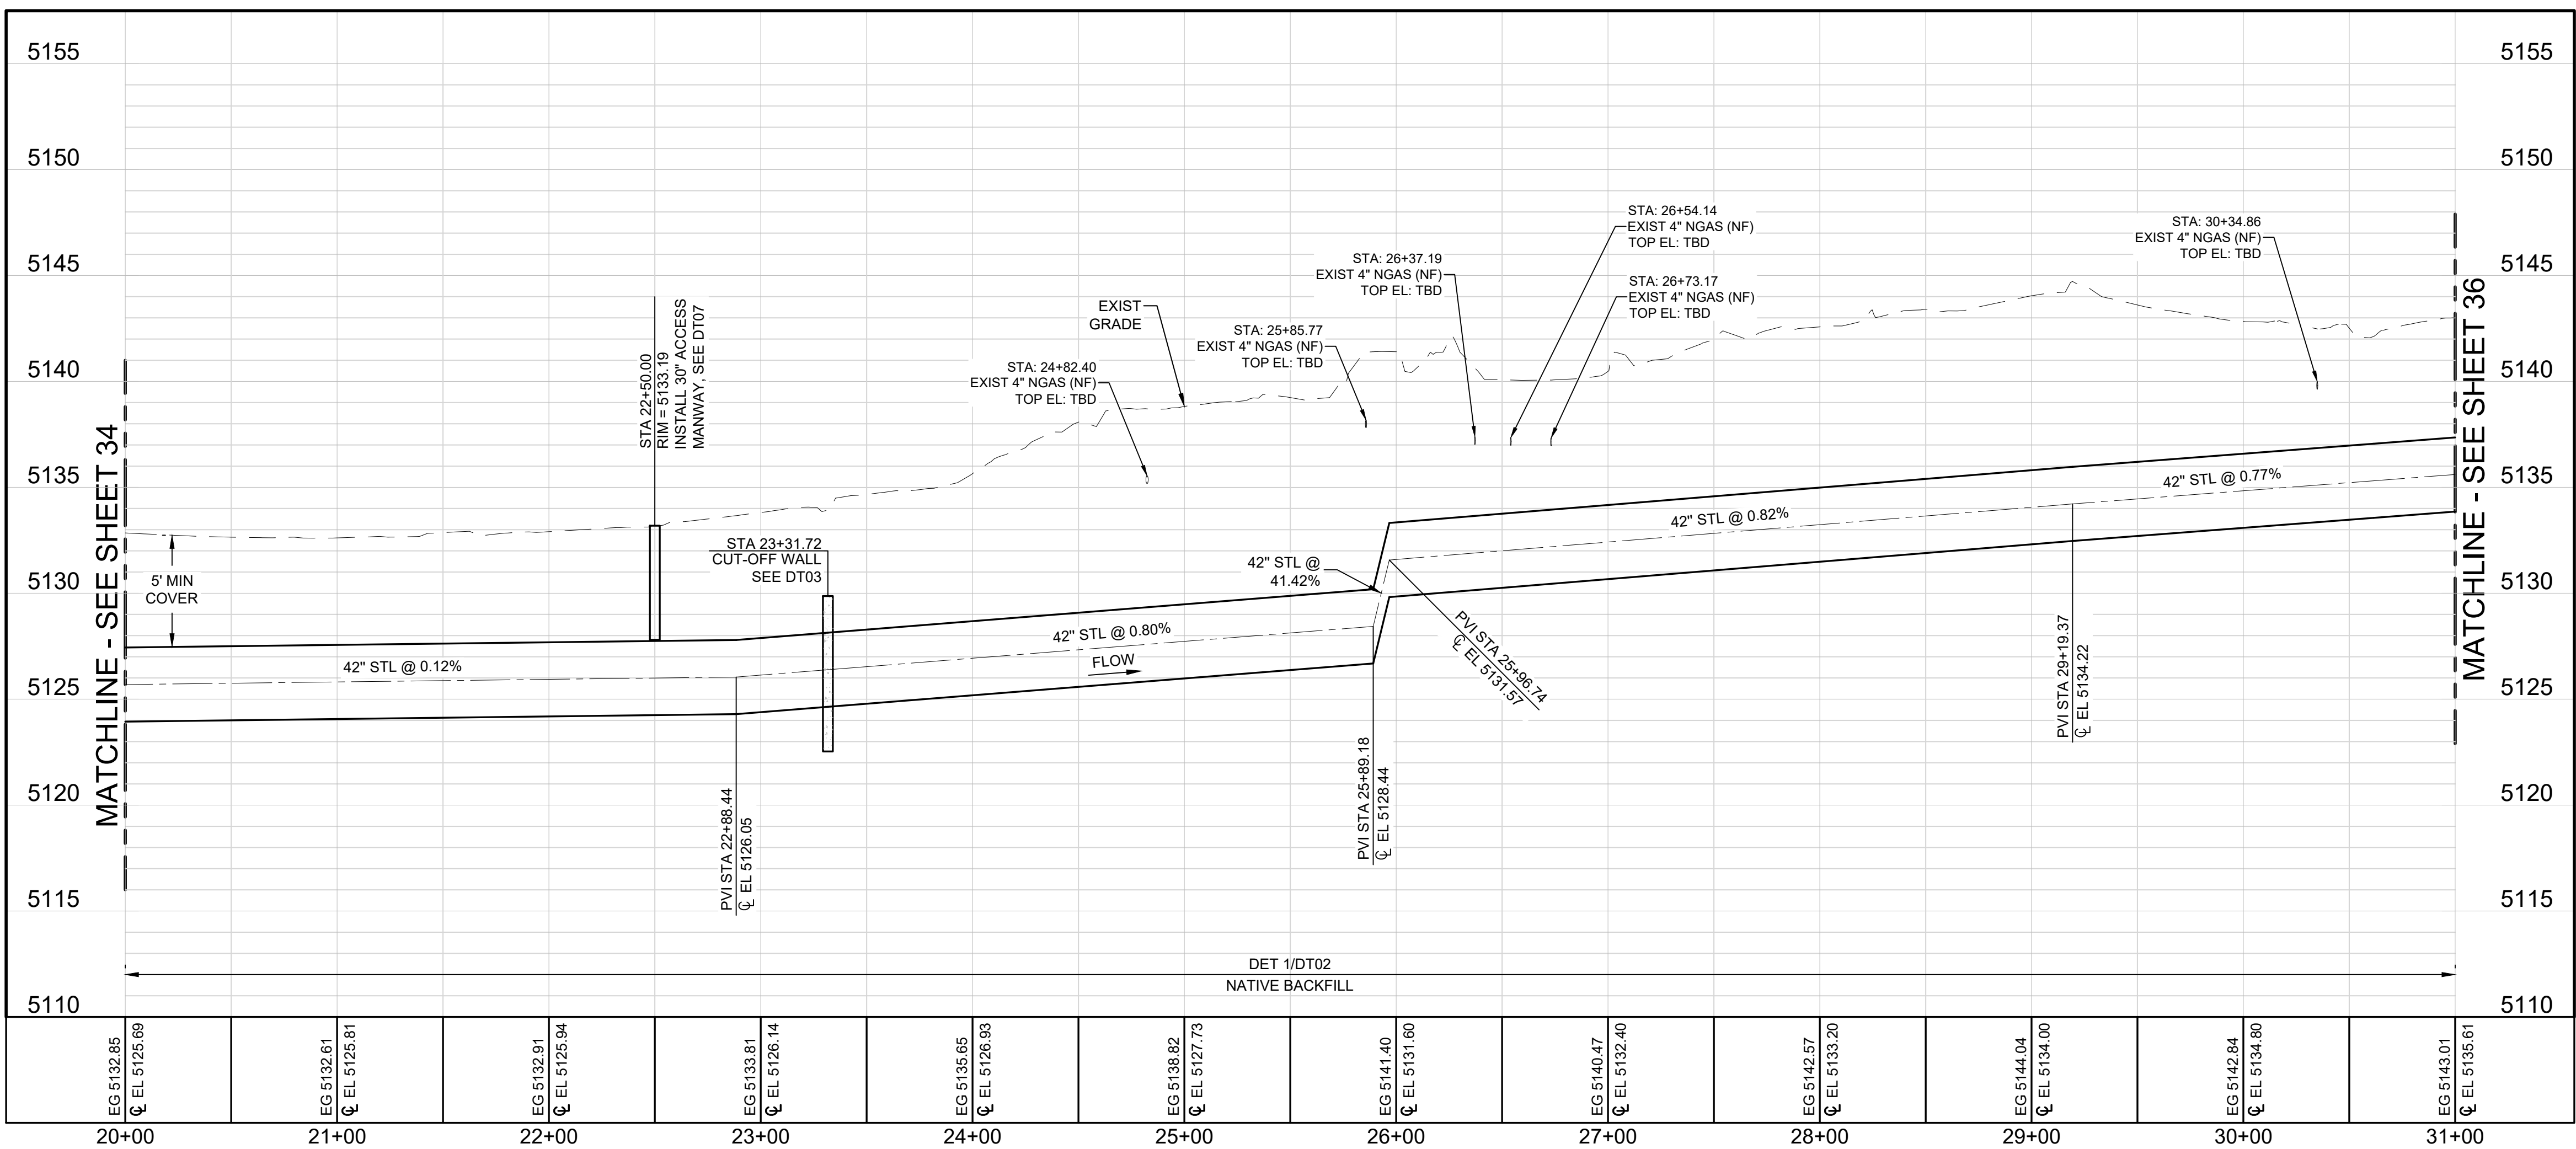 5155
5150
5145
5140
5135
5130
5125
5120
5115
5110
MATCHLINE - SEE SHEET 34
5' MIN
COVER
42" STL @ 0.12%
STA 22+50.00
RIM = 5133.19
INSTALL 30" ACCESS
MANWAY, SEE DT07
STA 23+31.72
CUT-OFF WALL
SEE DT03
PVI STA 22+88.44
℄ EL 5126.05
STA: 24+82.40
EXIST 4" NGAS (NF)
TOP EL: TBD
EXIST
GRADE
42" STL @ 0.80%
FLOW
STA: 25+85.77
EXIST 4" NGAS (NF)
TOP EL: TBD
STA: 26+37.19
EXIST 4" NGAS (NF)
TOP EL: TBD
42" STL @
41.42%
PVI STA 25+89.18
℄ EL 5128.44
PVI STA 25+96.74
℄ EL 5131.57
STA: 26+54.14
EXIST 4" NGAS (NF)
TOP EL: TBD
STA: 26+73.17
EXIST 4" NGAS (NF)
TOP EL: TBD
42" STL @ 0.82%
PVI STA 29+19.37
℄ EL 5134.22
STA: 30+34.86
EXIST 4" NGAS (NF)
TOP EL: TBD
42" STL @ 0.77%
MATCHLINE - SEE SHEET 36
5155
5150
5145
5140
5135
5130
5125
5120
5115
5110
DET 1/DT02
NATIVE BACKFILL
EG 5132.85
℄ EL 5125.69
EG 5132.61
℄ EL 5125.81
EG 5132.91
℄ EL 5125.94
EG 5133.81
℄ EL 5126.14
EG 5135.65
℄ EL 5126.93
EG 5138.82
℄ EL 5127.73
EG 5141.40
℄ EL 5131.60
EG 5140.47
℄ EL 5132.40
EG 5142.57
℄ EL 5133.20
EG 5144.04
℄ EL 5134.00
EG 5142.84
℄ EL 5134.80
EG 5143.01
℄ EL 5135.61
20+00
21+00
22+00
23+00
24+00
25+00
26+00
27+00
28+00
29+00
30+00
31+00